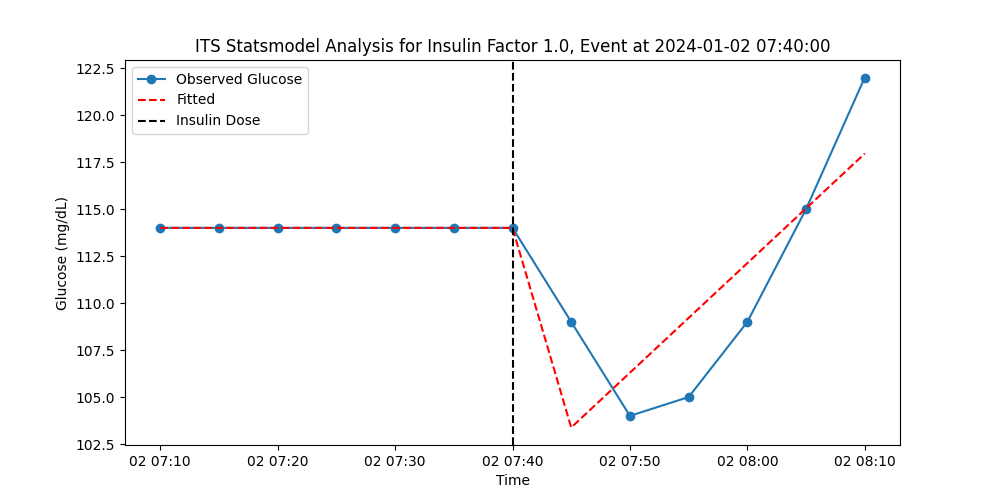 ITS Statsmodel Analysis for Insulin Factor 1.0, Event at 2024-01-02 07:40:00
Observed Glucose
Fitted
Insulin Dose
122.5
120.0
117.5
115.0
112.5
110.0
107.5
105.0
102.5
Glucose (mg/dL)
02 07:10 02 07:20 02 07:30 02 07:40 02 07:50 02 08:00 02 08:10
Time